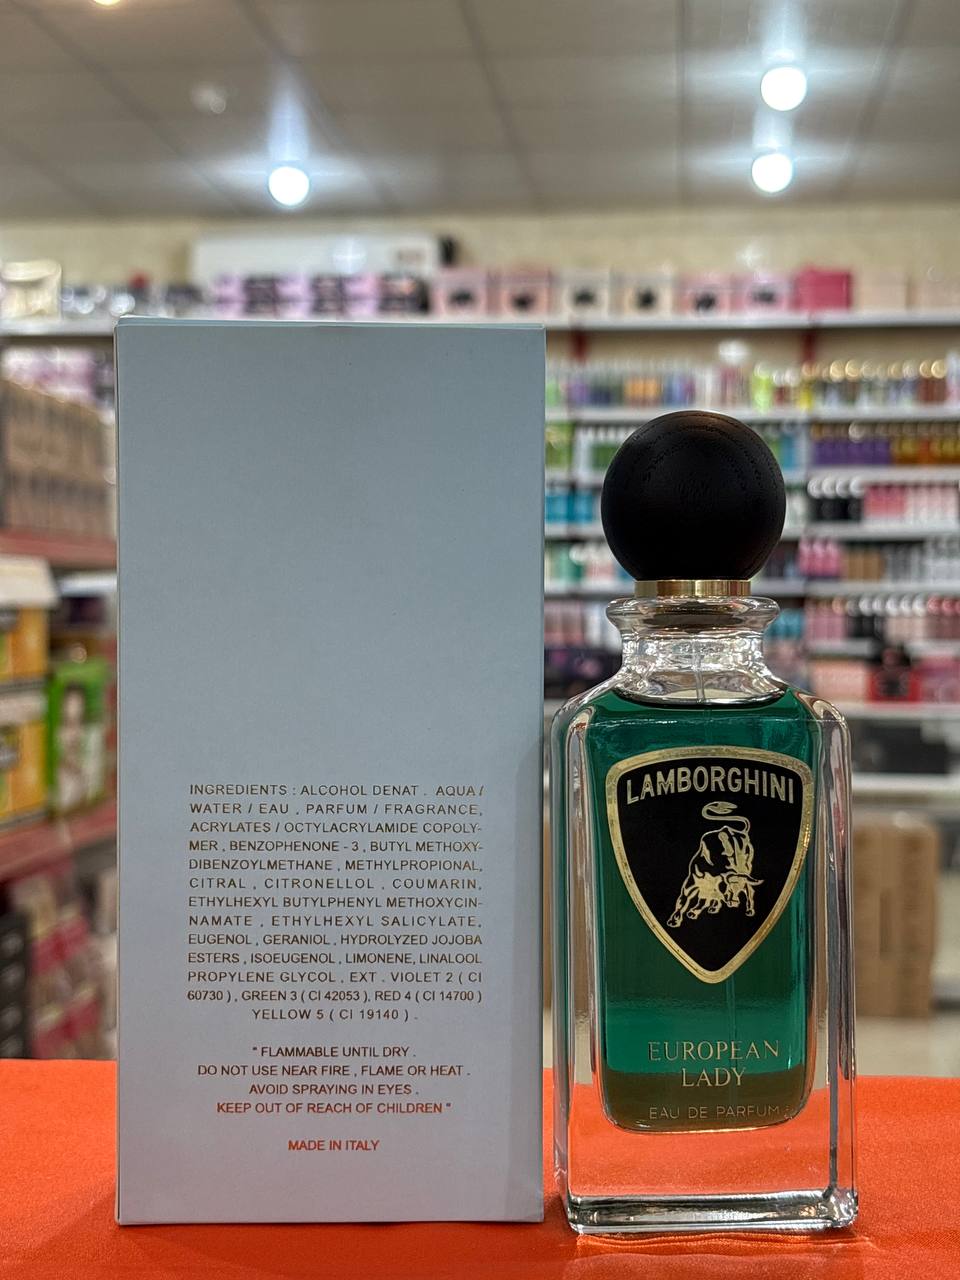 INGREDIENTS : ALCOHOL DENAT . AQUA /
WATER / EAU , PARFUM / FRAGRANCE,
ACRYLATES / OCTYLACRYLAMIDE COPOLY-
MER , BENZOPHENONE - 3 , BUTYL METHOXY-
DIBENZOYLMETHANE , METHYLPROPIONAL,
CITRAL , CITRONELLOL , COUMARIN,
ETHYLHEXYL BUTYLPHENYL METHOXYCIN-
NAMATE , ETHYLHEXYL SALICYLATE,
EUGENOL , GERANIOL , HYDROLYZED JOJOBA
ESTERS , ISOEUGENOL , LIMONENE, LINALOOL
PROPYLENE GLYCOL , EXT . VIOLET 2 ( CI
60730 ) , GREEN 3 ( CI 42053 ), RED 4 ( CI 14700 )
YELLOW 5 ( CI 19140 ) .
" FLAMMABLE UNTIL DRY .
DO NOT USE NEAR FIRE , FLAME OR HEAT .
AVOID SPRAYING IN EYES .
KEEP OUT OF REACH OF CHILDREN "
MADE IN ITALY
LAMBORGHINI
EUROPEAN
LADY
EAU DE PARFUM